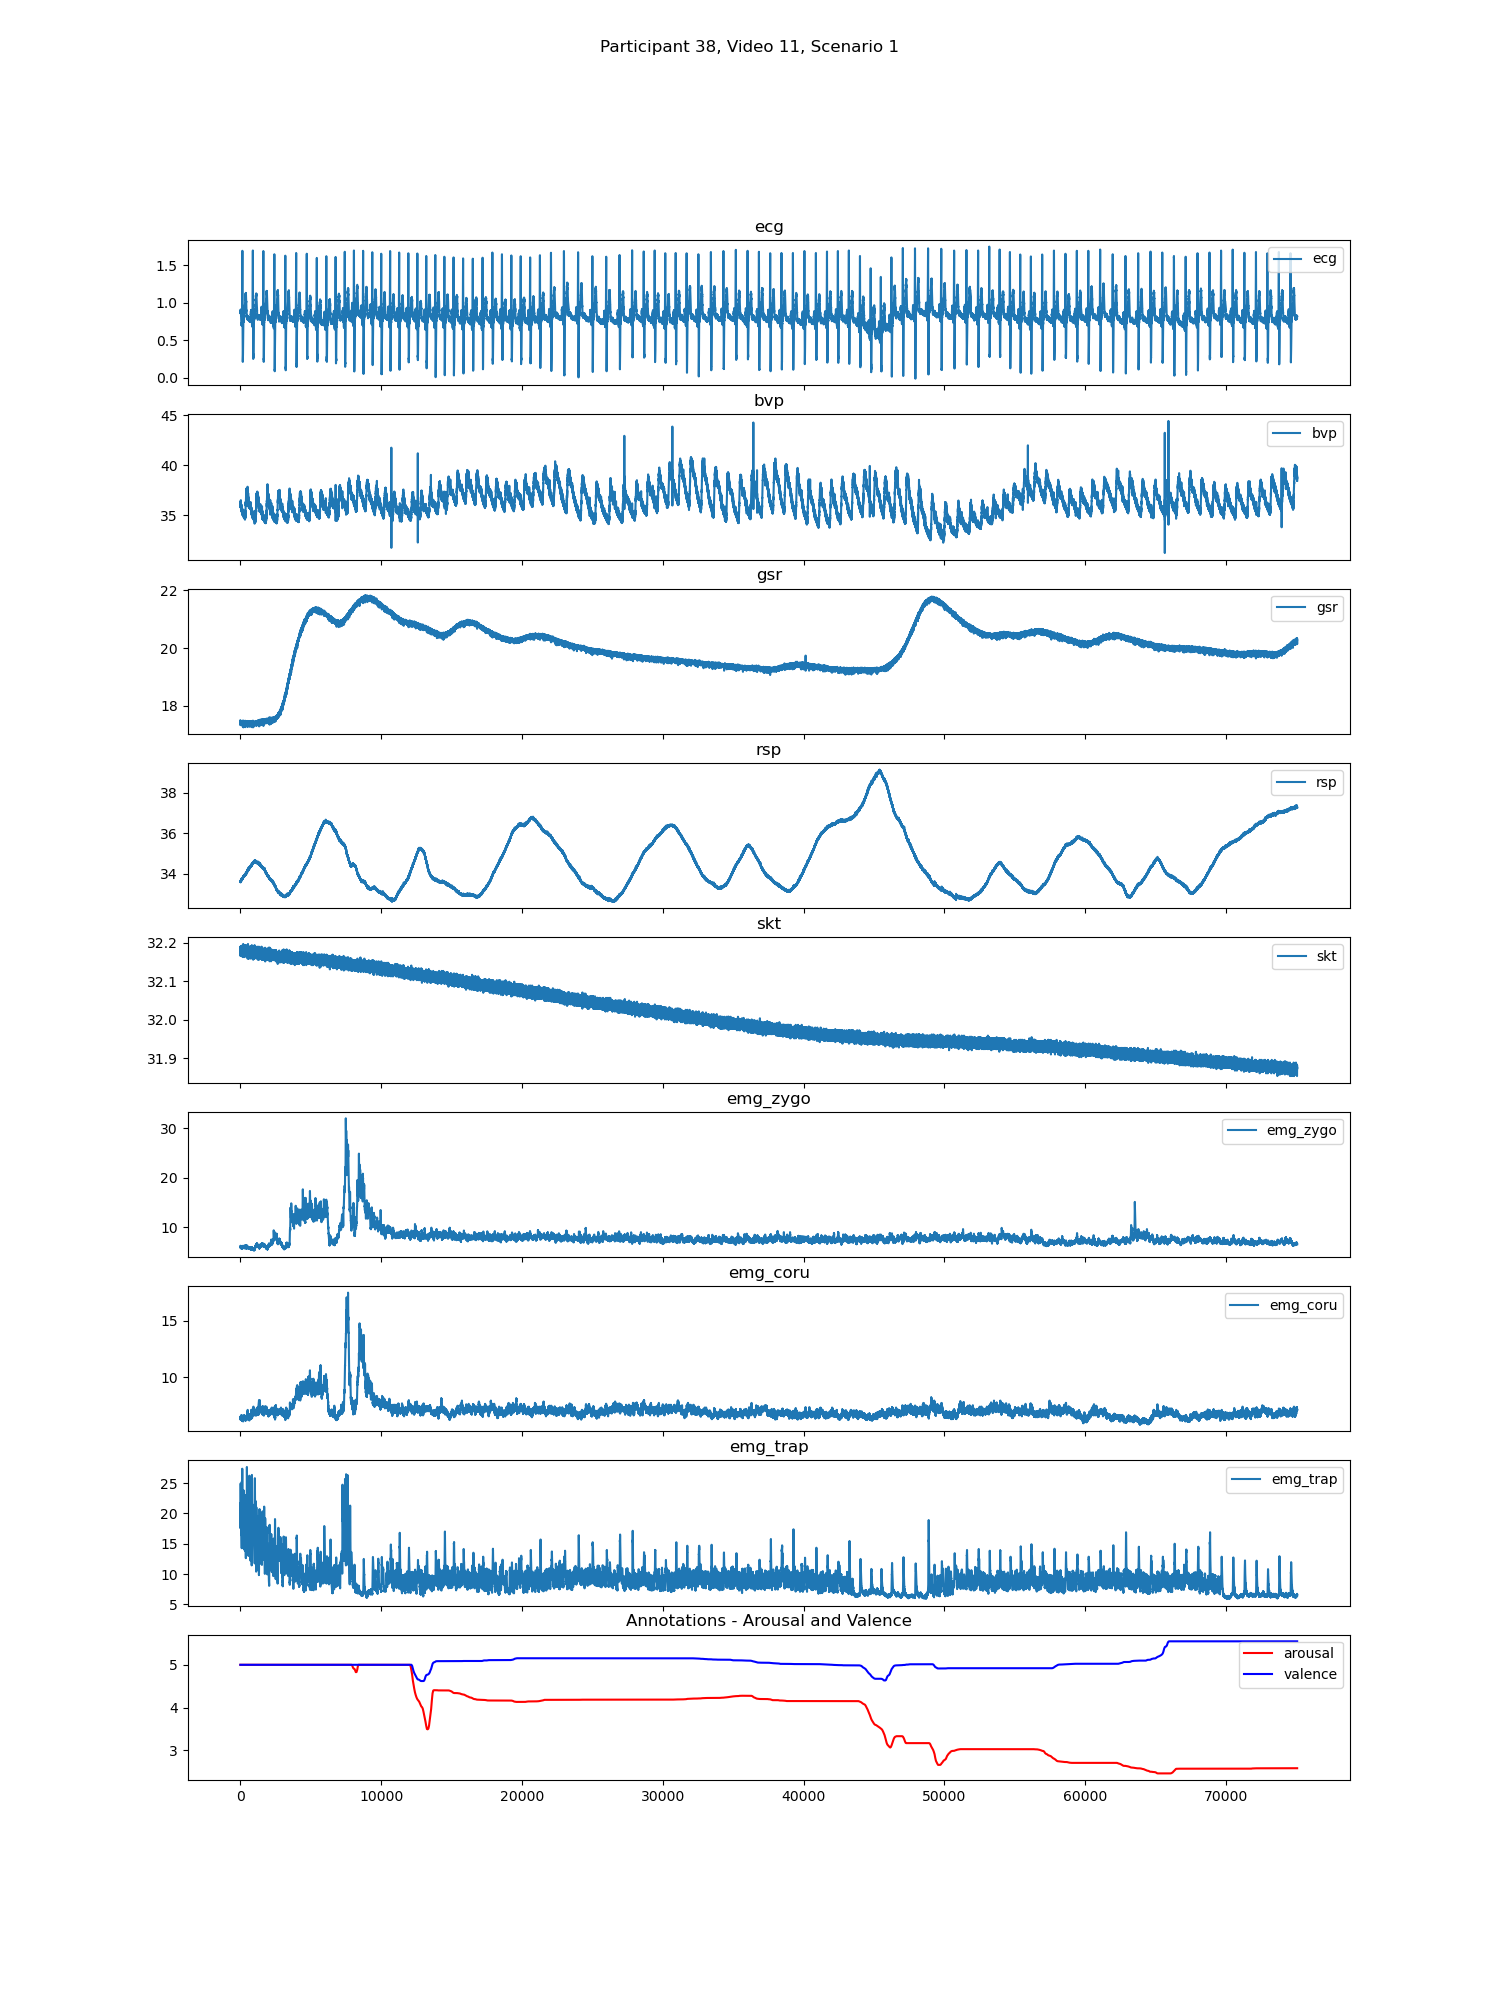 Participant 38, Video 11, Scenario 1
ecg
1.5
1.0
0.5
0.0
ecg
bvp
45
40
35
bvp
gsr
22
20
18
gsr
rsp
38
36
34
rsp
skt
32.2
32.1
32.0
31.9
skt
emg_zygo
30
20
10
emg_zygo
emg_coru
15
10
emg_coru
emg_trap
25
20
15
10
5
emg_trap
Annotations - Arousal and Valence
5
4
3
arousal
valence
0 10000 20000 30000 40000 50000 60000 70000